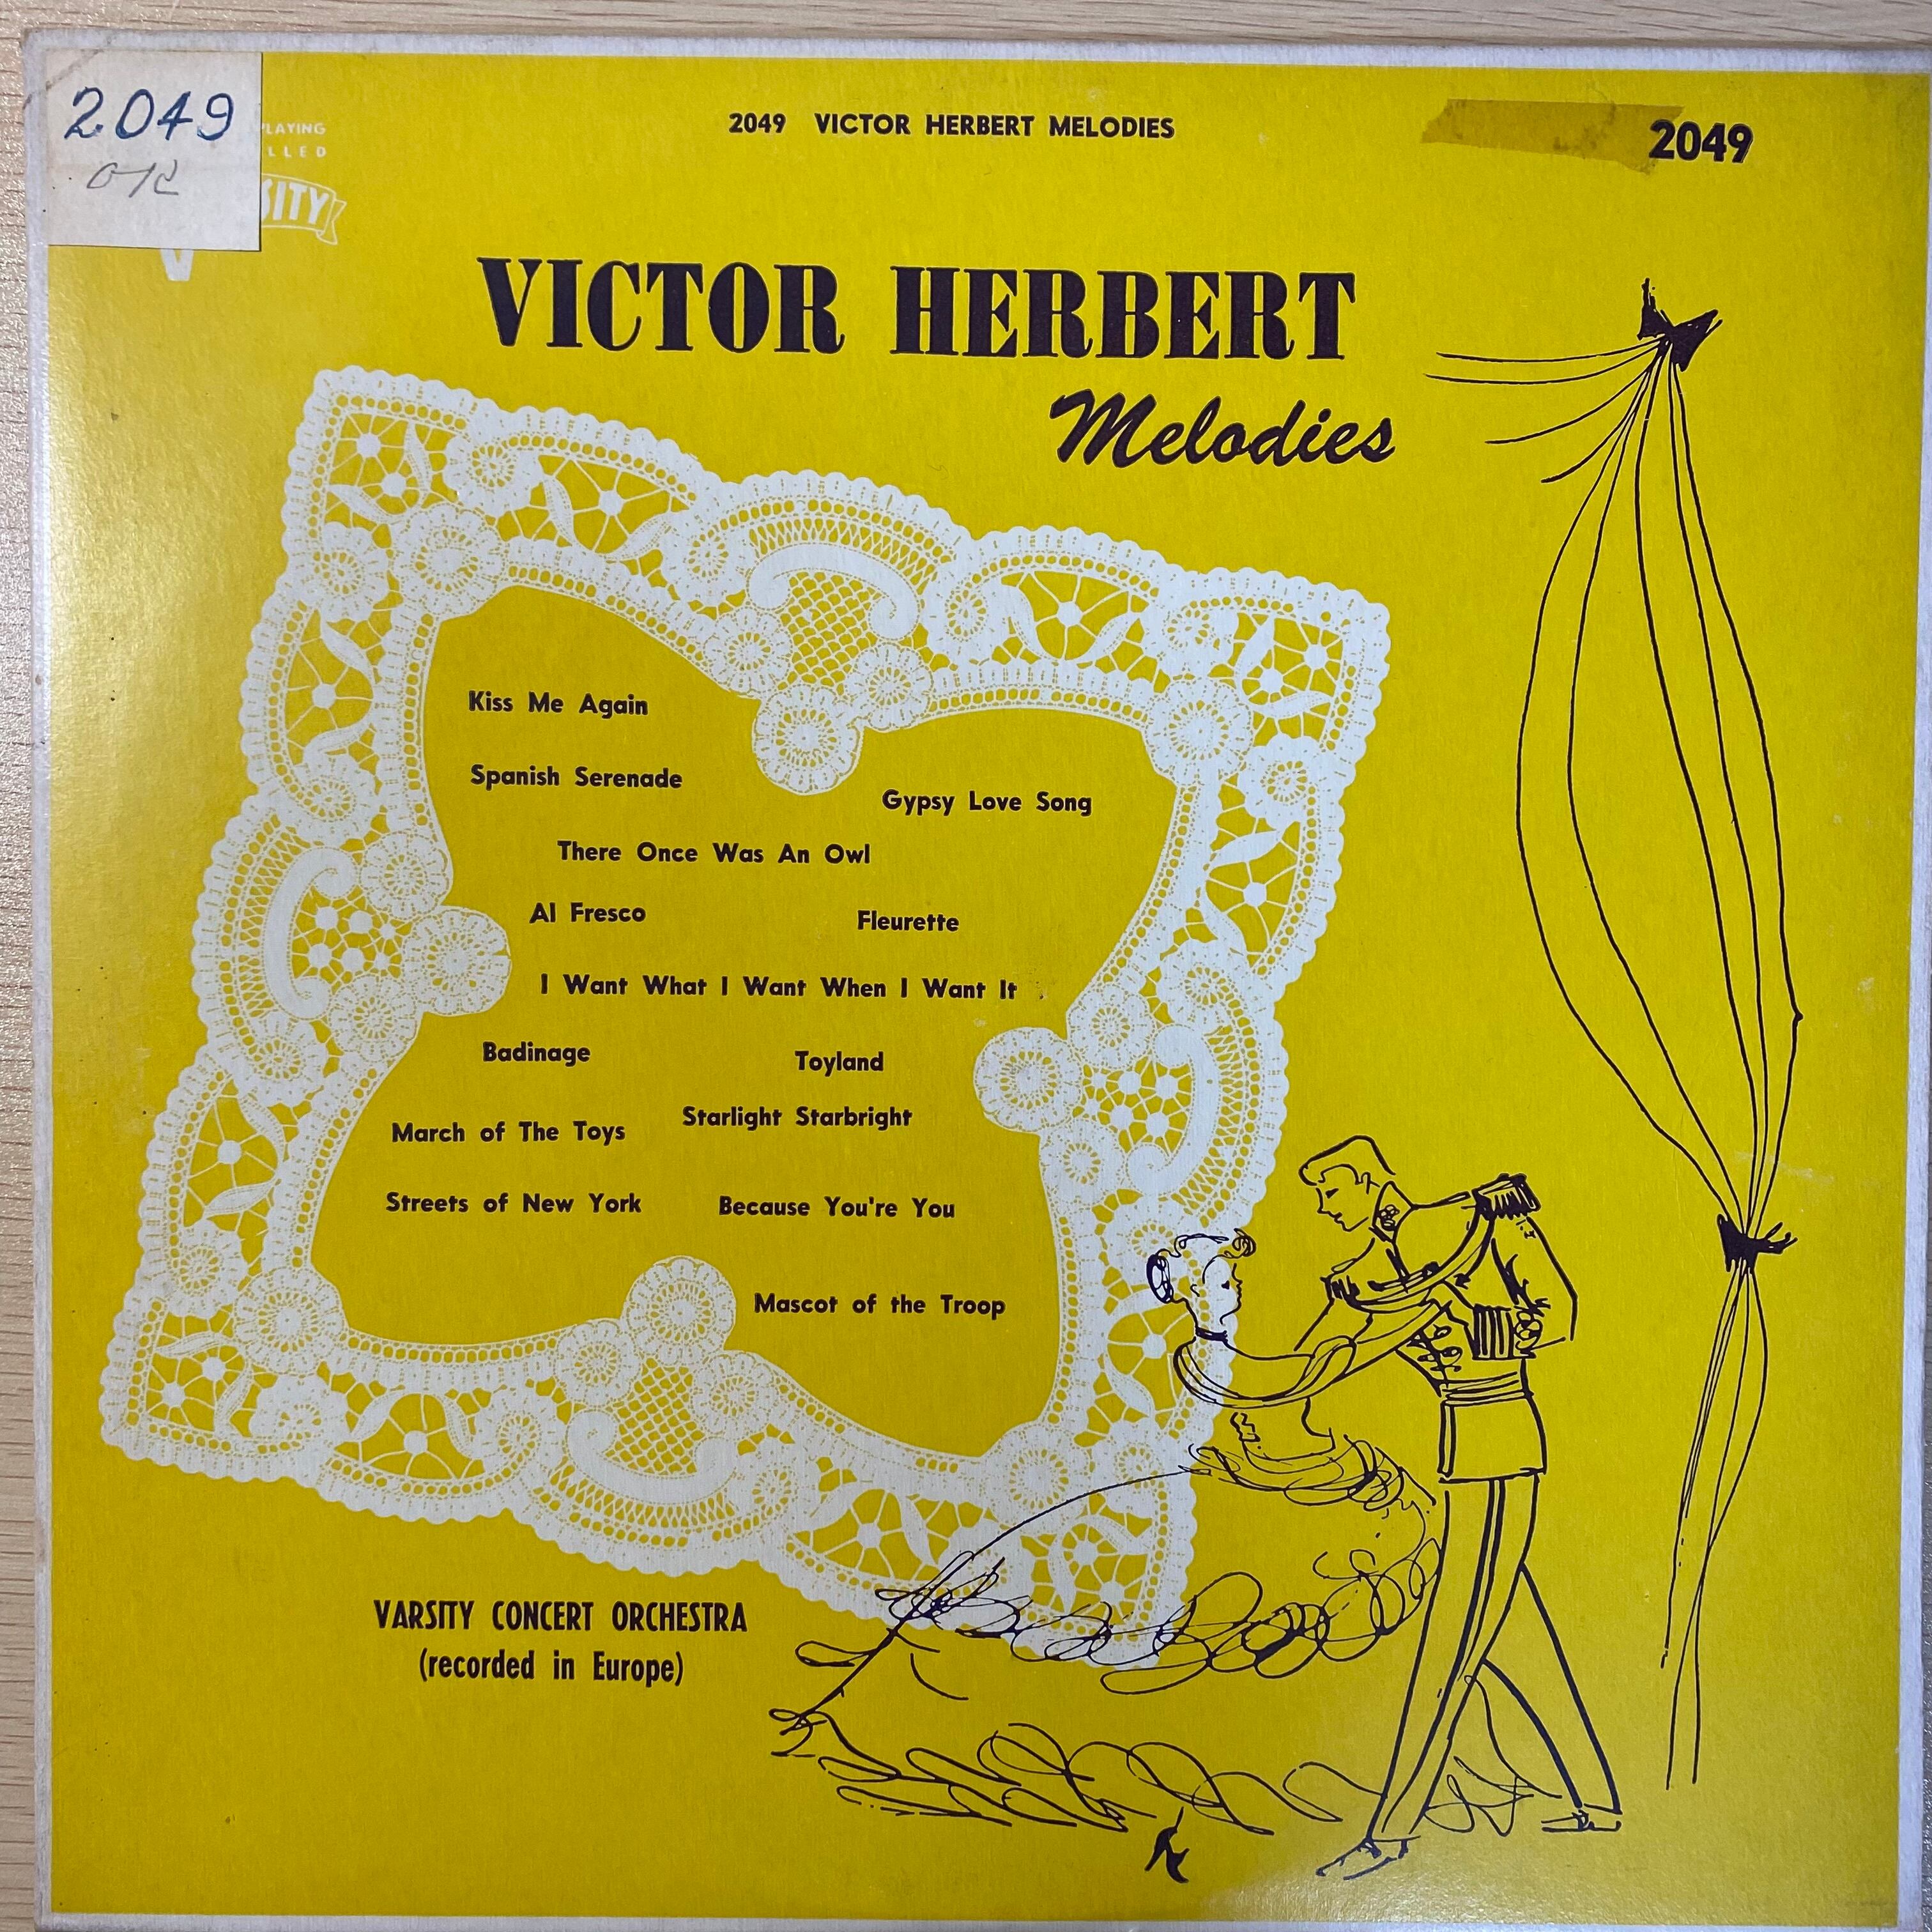 2049
OK
LAYING
LLED
SITY
V
2049 VICTOR HERBERT MELODIES
2049
VICTOR HERBERT
Melodies
Kiss Me Again
Spanish Serenade
Gypsy Love Song
There Once Was An Owl
Al Fresco
Fleurette
I Want What I Want When I Want It
Badinage
Toyland
March of The Toys
Starlight Starbright
Streets of New York
Because You're You
Mascot of the Troop
VARSITY CONCERT ORCHESTRA
(recorded in Europe)